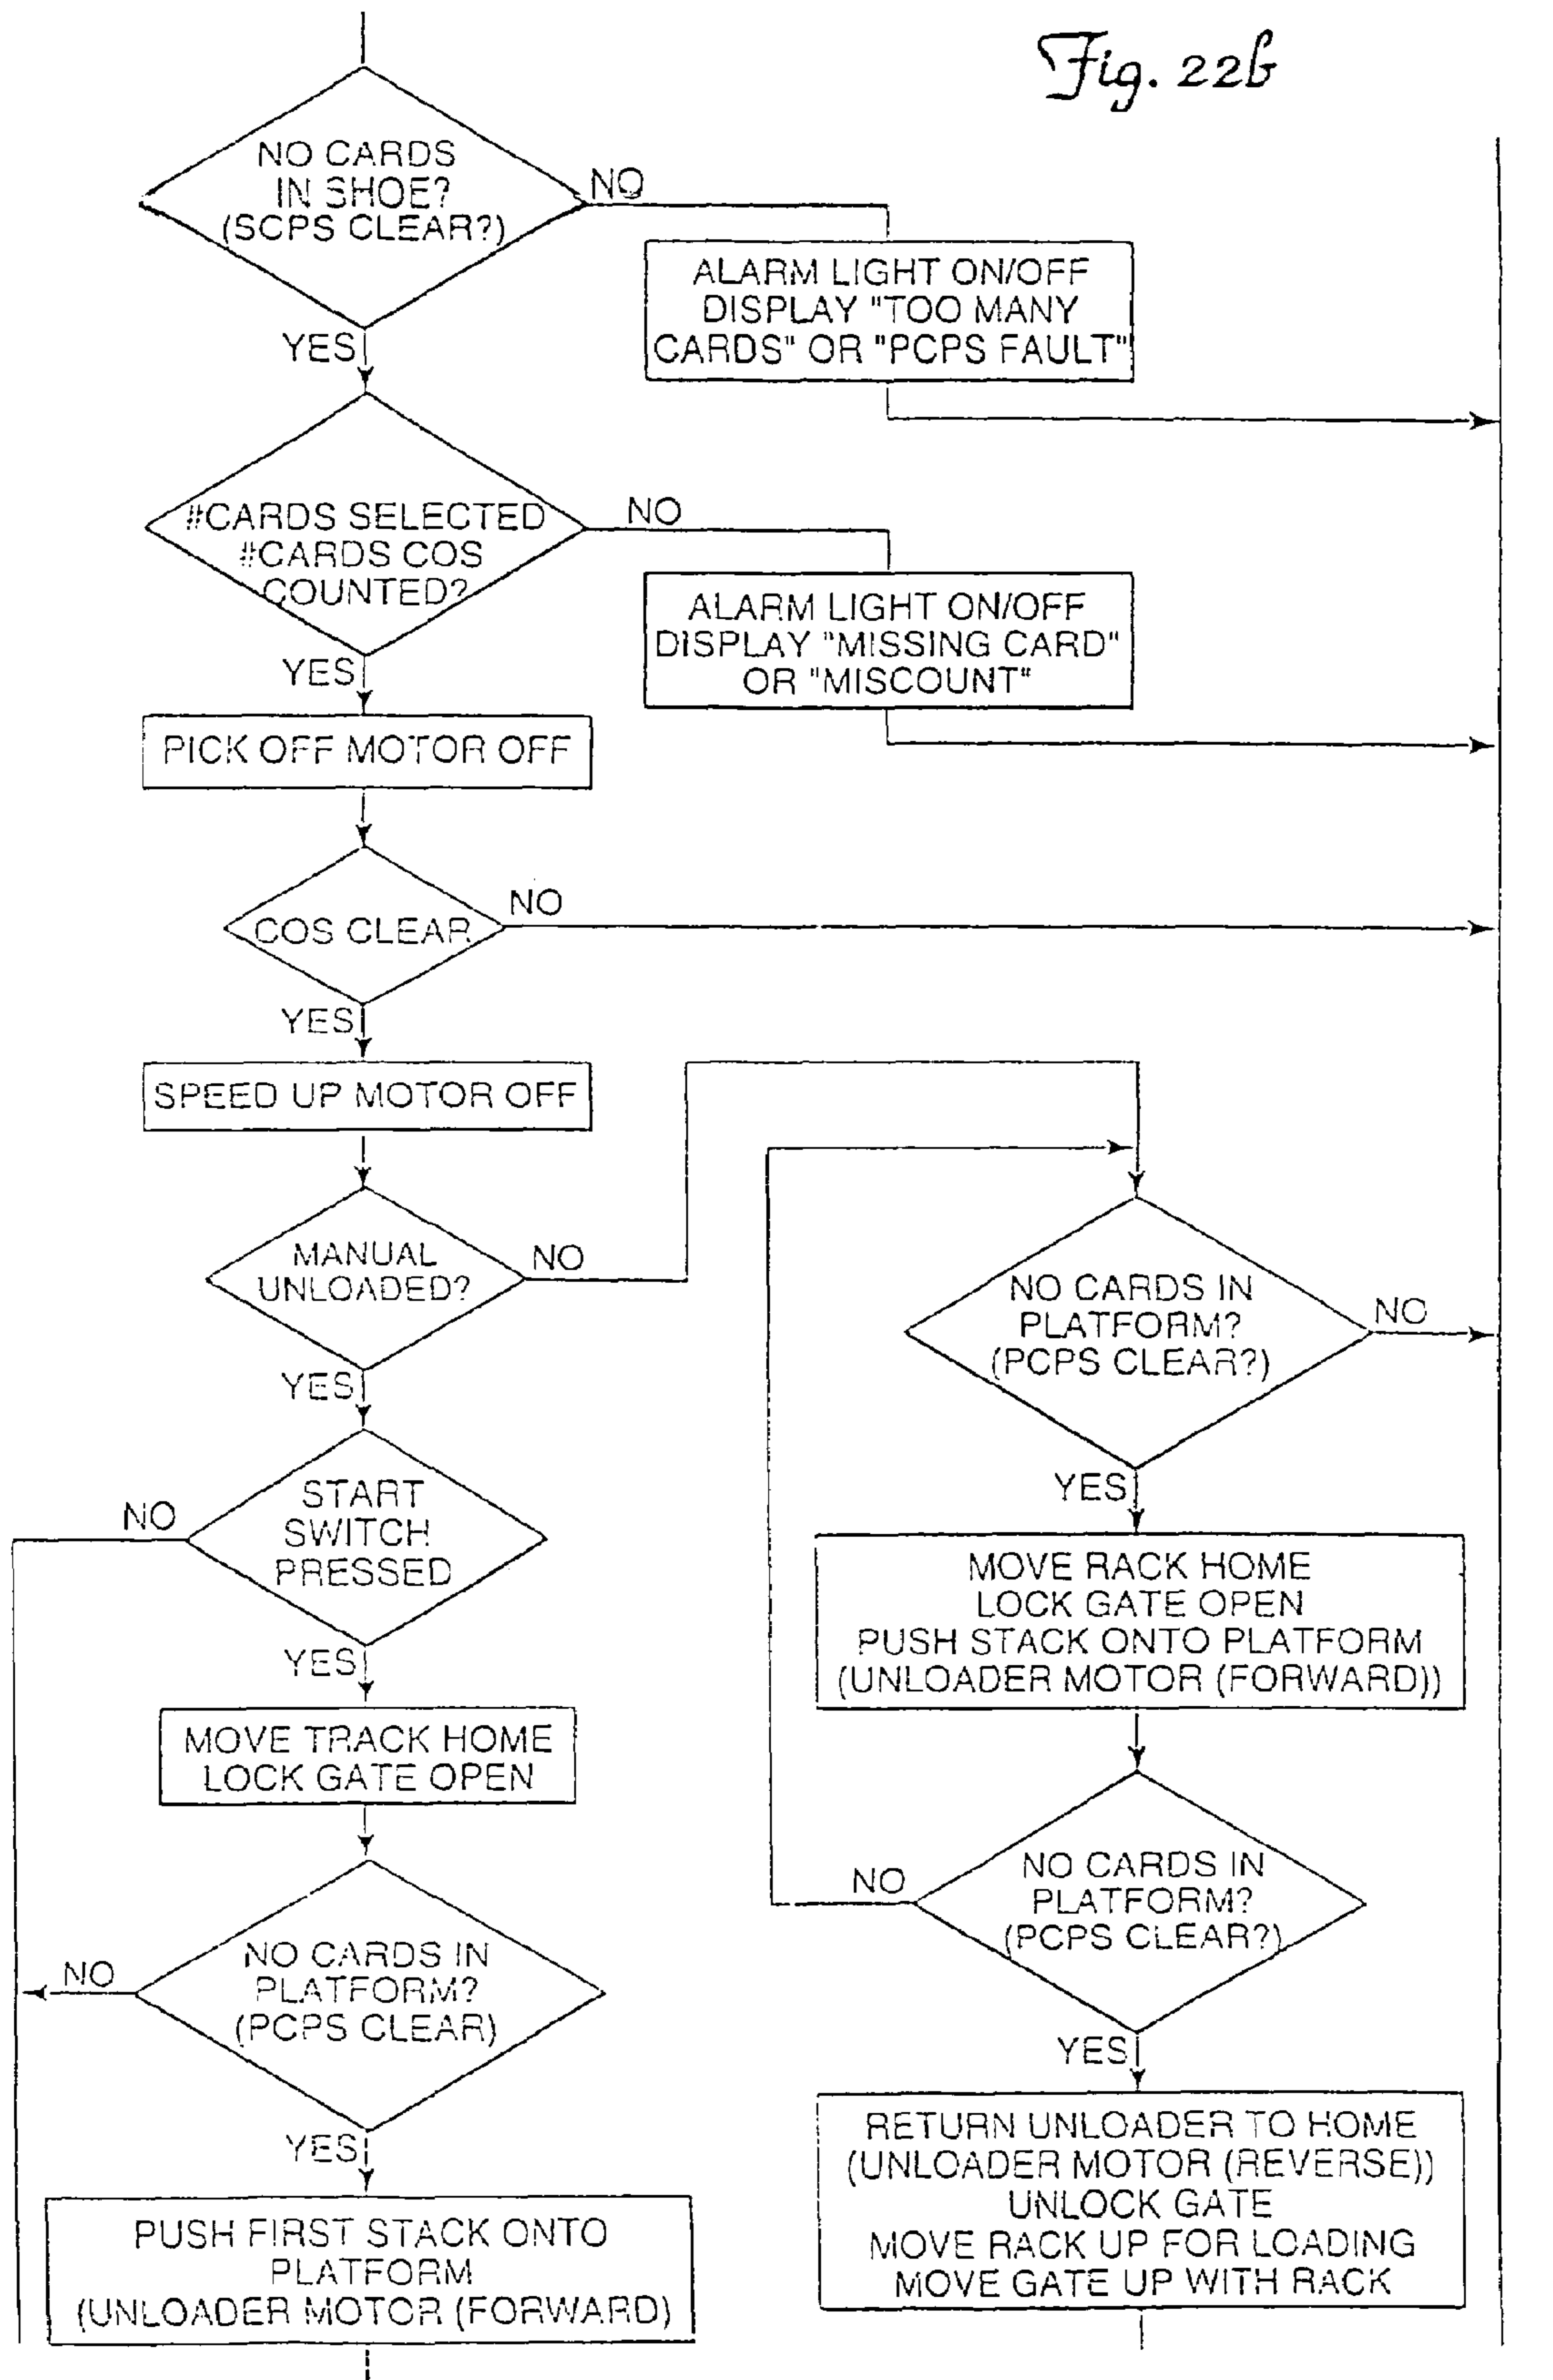 Fig. 22b
NO CARDS
IN SHOE?
(SCPS CLEAR?)
NO
ALARM LIGHT ON/OFF
DISPLAY "TOO MANY
CARDS" OR "PCPS FAULT"
YES
#CARDS SELECTED
#CARDS COS
COUNTED?
NO
ALARM LIGHT ON/OFF
DISPLAY "MISSING CARD"
OR "MISCOUNT"
YES
PICK OFF MOTOR OFF
COS CLEAR
NO
YES
SPEED UP MOTOR OFF
MANUAL
UNLOADED?
NO
YES
START
SWITCH
PRESSED
NO
YES
MOVE TRACK HOME
LOCK GATE OPEN
NO CARDS IN
PLATFORM?
(PCPS CLEAR)
NO
YES
PUSH FIRST STACK ONTO
PLATFORM
(UNLOADER MOTOR (FORWARD)
NO CARDS IN
PLATFORM?
(PCPS CLEAR?)
NO
YES
MOVE RACK HOME
LOCK GATE OPEN
PUSH STACK ONTO PLATFORM
(UNLOADER MOTOR (FORWARD))
NO CARDS IN
PLATFORM?
(PCPS CLEAR?)
NO
YES
RETURN UNLOADER TO HOME
(UNLOADER MOTOR (REVERSE))
UNLOCK GATE
MOVE RACK UP FOR LOADING
MOVE GATE UP WITH RACK